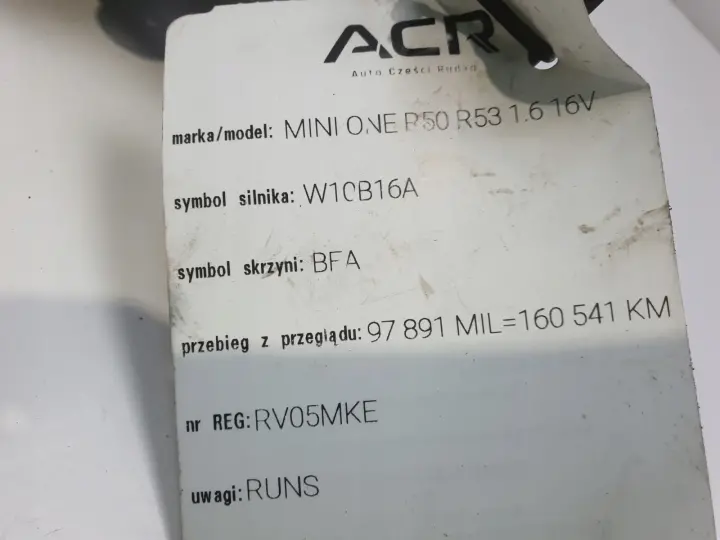 ACR
Auto Części
marka/model: MINI ONE R50 R53 1.6 16V
symbol silnika: W10B16A
symbol skrzyni: BFA
przebieg z przeglądu: 97 891 MIL=160 541 KM
nr REG: RV05MKE
uwagi: RUNS